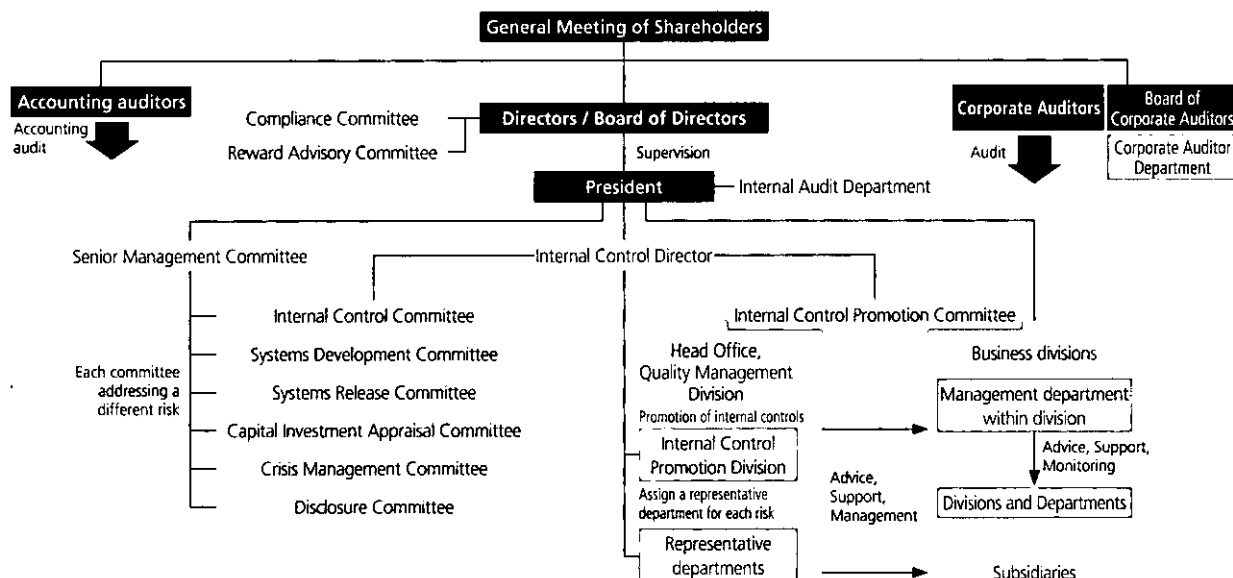 General Meeting of Shareholders
Accounting auditors
Accounting
audit
Compliance Committee
Reward Advisory Committee
Directors / Board of Directors
Supervision
Corporate Auditors
Audit
Board of
Corporate Auditors
Corporate Auditor
Department
President
Internal Audit Department
Senior Management Committee
Internal Control Director
Each committee
addressing a
different risk
Internal Control Committee
Systems Development Committee
Systems Release Committee
Capital Investment Appraisal Committee
Crisis Management Committee
Disclosure Committee
Internal Control Promotion Committee
Head Office,
Quality Management
Division
Promotion of internal controls
Internal Control
Promotion Division
Assign a representative
department for each risk
Representative
departments
Business divisions
Management department
within division
Advice, Support,
Monitoring
Advice,
Support,
Management
Divisions and Departments
Subsidiaries